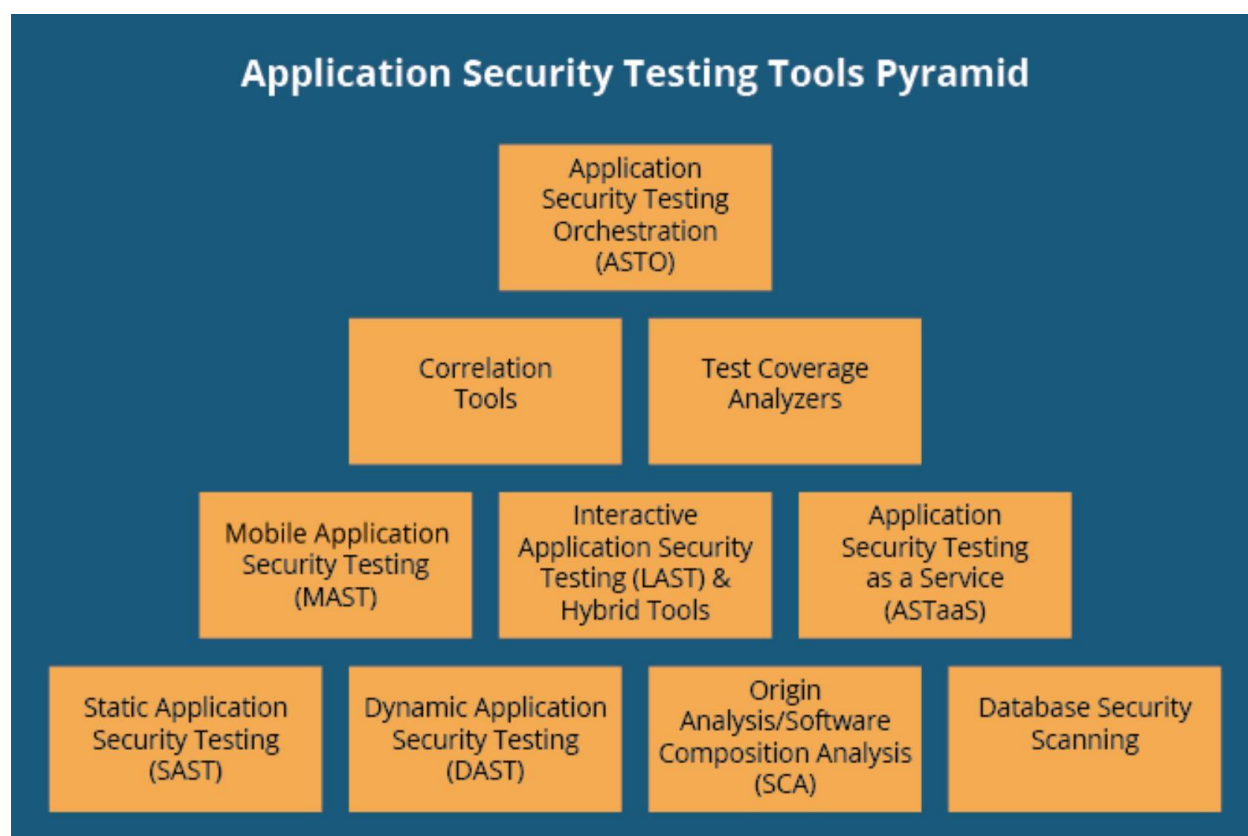 Application Security Testing Tools Pyramid
Application
Security Testing
Orchestration
(ASTO)
Correlation
Tools
Test Coverage
Analyzers
Mobile Application
Security Testing
(MAST)
Interactive
Application Security
Testing (LAST) &
Hybrid Tools
Application
Security Testing
as a Service
(ASTaaS)
Static Application
Security Testing
(SAST)
Dynamic Application
Security Testing
(DAST)
Origin
Analysis/Software
Composition Analysis
(SCA)
Database Security
Scanning